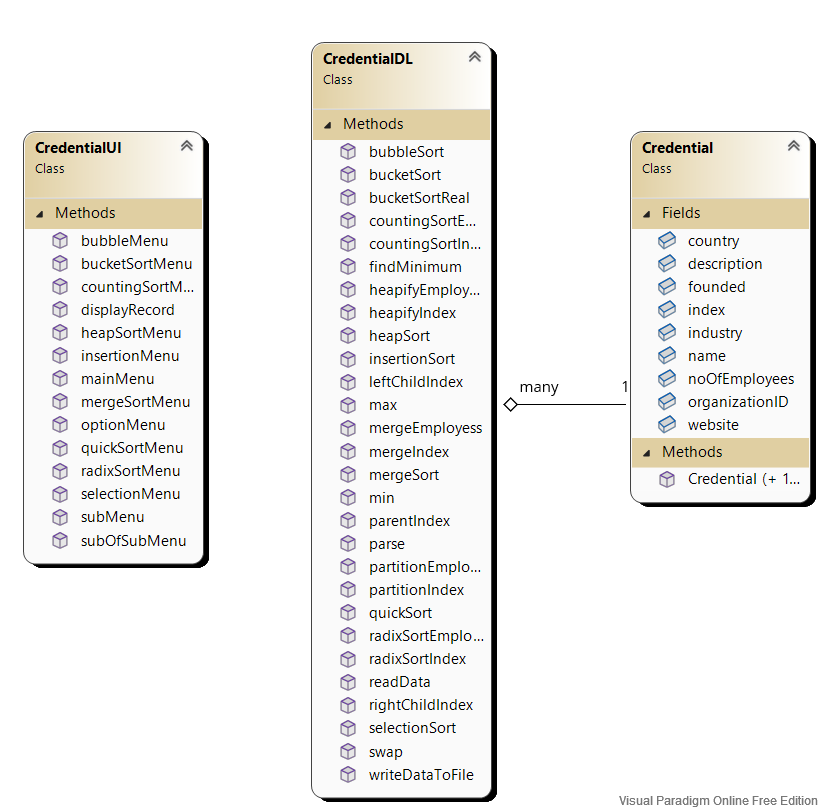 CredentialUI
Class
Methods
bubbleMenu
bucketSortMenu
countingSortM...
displayRecord
heapSortMenu
insertionMenu
mainMenu
mergeSortMenu
optionMenu
quickSortMenu
radixSortMenu
selectionMenu
subMenu
subOfSubMenu
CredentialDL
Class
Methods
bubbleSort
bucketSort
bucketSortReal
countingSortE...
countingSortIn...
findMinimum
heapifyEmploy...
heapifyIndex
heapSort
insertionSort
leftChildIndex
max
mergeEmployess
mergeIndex
mergeSort
min
parentIndex
parse
partitionEmplo...
partitionIndex
quickSort
radixSortEmplo...
radixSortIndex
readData
rightChildIndex
selectionSort
swap
writeDataToFile
many
1
Credential
Class
Fields
country
description
founded
index
industry
name
noOfEmployees
organizationID
website
Methods
Credential (+ 1...
Visual Paradigm Online Free Edition